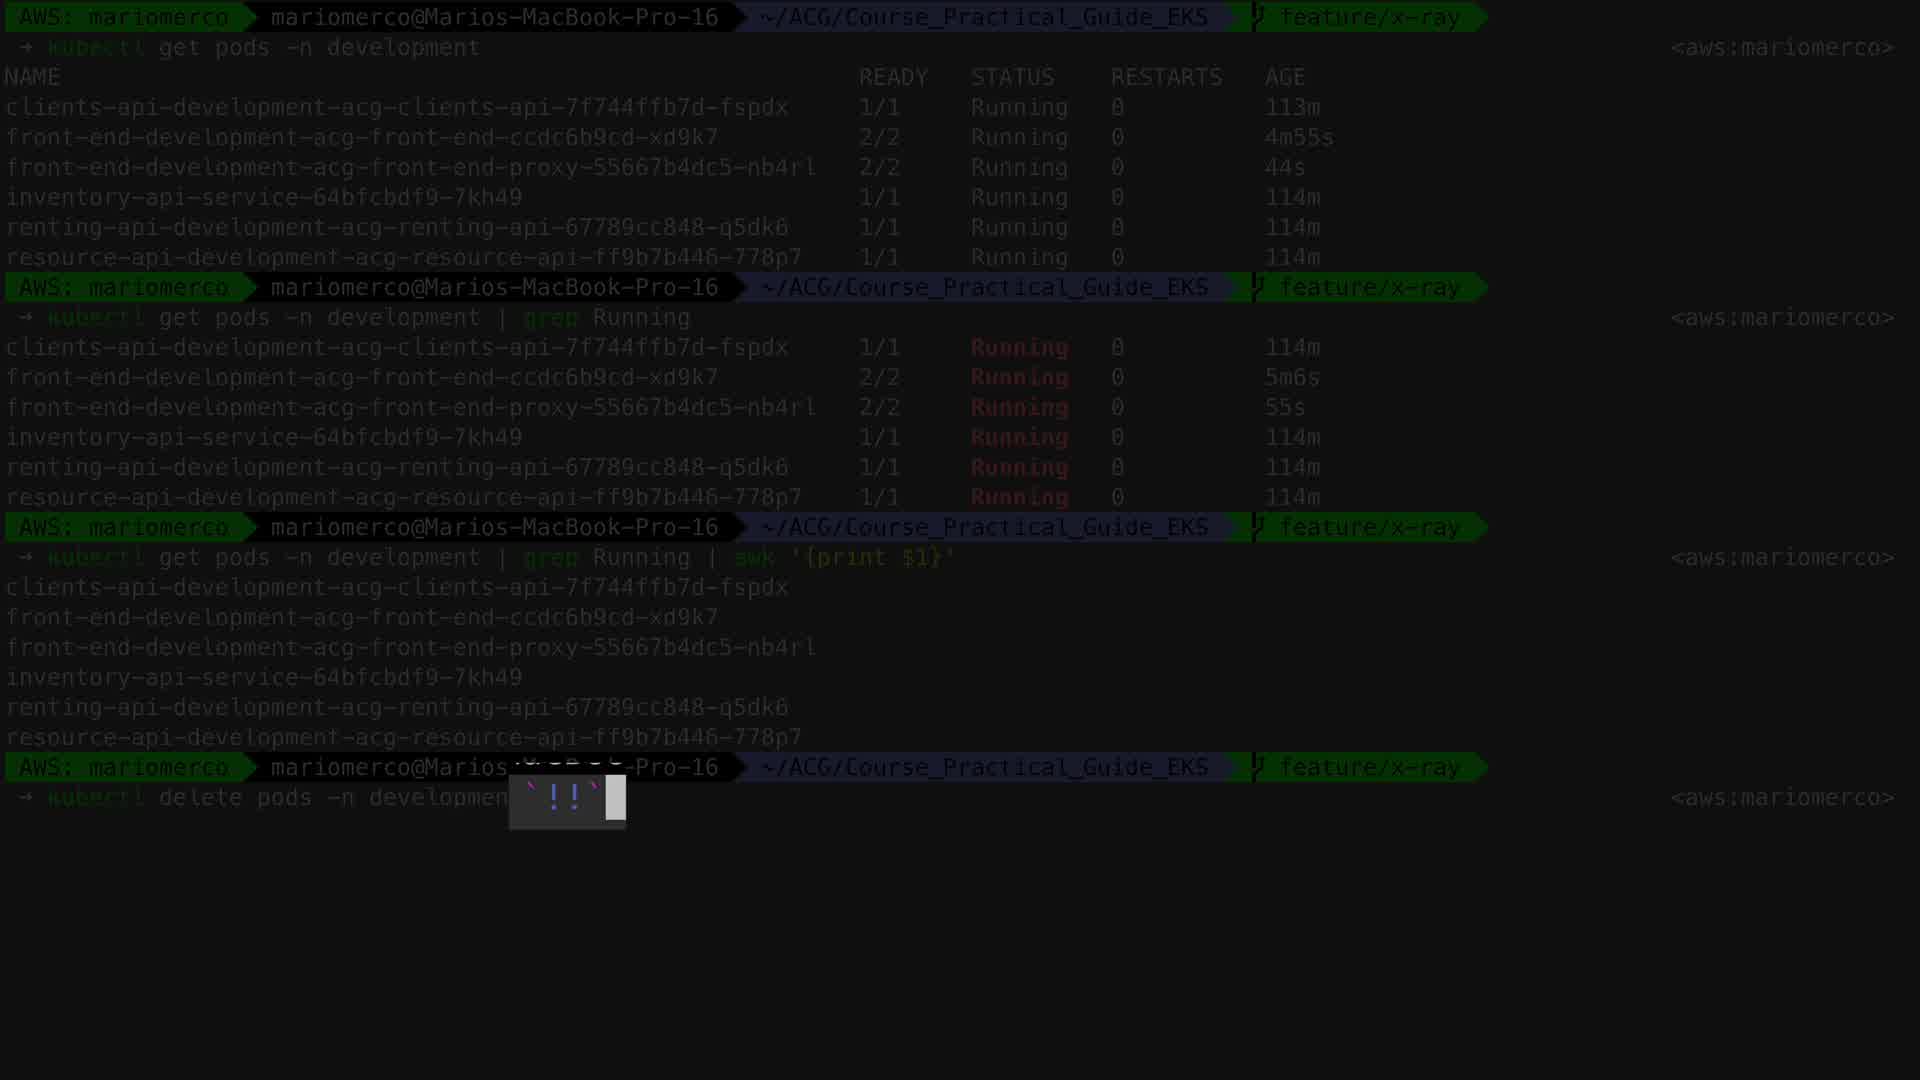 AWS: mariomerco mariomerco@Marios-MacBook-Pro-16 ~/ACG/Course_Practical_Guide_EKS feature/x-ray
→ kubectl get pods -n development <aws:mariomerco>
NAME READY STATUS RESTARTS AGE
clients-api-development-acg-clients-api-7f744ffb7d-fspdx 1/1 Running 0 113m
front-end-development-acg-front-end-ccdc6b9cd-xd9k7 2/2 Running 0 4m55s
front-end-development-acg-front-end-proxy-55667b4dc5-nb4rl 2/2 Running 0 44s
inventory-api-service-64bfcbdf9-7kh49 1/1 Running 0 114m
renting-api-development-acg-renting-api-67789cc848-q5dk6 1/1 Running 0 114m
resource-api-development-acg-resource-api-ff9b7b446-778p7 1/1 Running 0 114m
AWS: mariomerco mariomerco@Marios-MacBook-Pro-16 ~/ACG/Course_Practical_Guide_EKS feature/x-ray
→ kubectl get pods -n development | grep Running <aws:mariomerco>
clients-api-development-acg-clients-api-7f744ffb7d-fspdx 1/1 Running 0 114m
front-end-development-acg-front-end-ccdc6b9cd-xd9k7 2/2 Running 0 5m6s
front-end-development-acg-front-end-proxy-55667b4dc5-nb4rl 2/2 Running 0 55s
inventory-api-service-64bfcbdf9-7kh49 1/1 Running 0 114m
renting-api-development-acg-renting-api-67789cc848-q5dk6 1/1 Running 0 114m
resource-api-development-acg-resource-api-ff9b7b446-778p7 1/1 Running 0 114m
AWS: mariomerco mariomerco@Marios-MacBook-Pro-16 ~/ACG/Course_Practical_Guide_EKS feature/x-ray
→ kubectl get pods -n development | grep Running | awk '{print $1}' <aws:mariomerco>
clients-api-development-acg-clients-api-7f744ffb7d-fspdx
front-end-development-acg-front-end-ccdc6b9cd-xd9k7
front-end-development-acg-front-end-proxy-55667b4dc5-nb4rl
inventory-api-service-64bfcbdf9-7kh49
renting-api-development-acg-renting-api-67789cc848-q5dk6
resource-api-development-acg-resource-api-ff9b7b446-778p7
AWS: mariomerco mariomerco@Marios- -Pro-16 ~/ACG/Course_Practical_Guide_EKS feature/x-ray
→ kubectl delete pods -n developmen `!!` <aws:mariomerco>